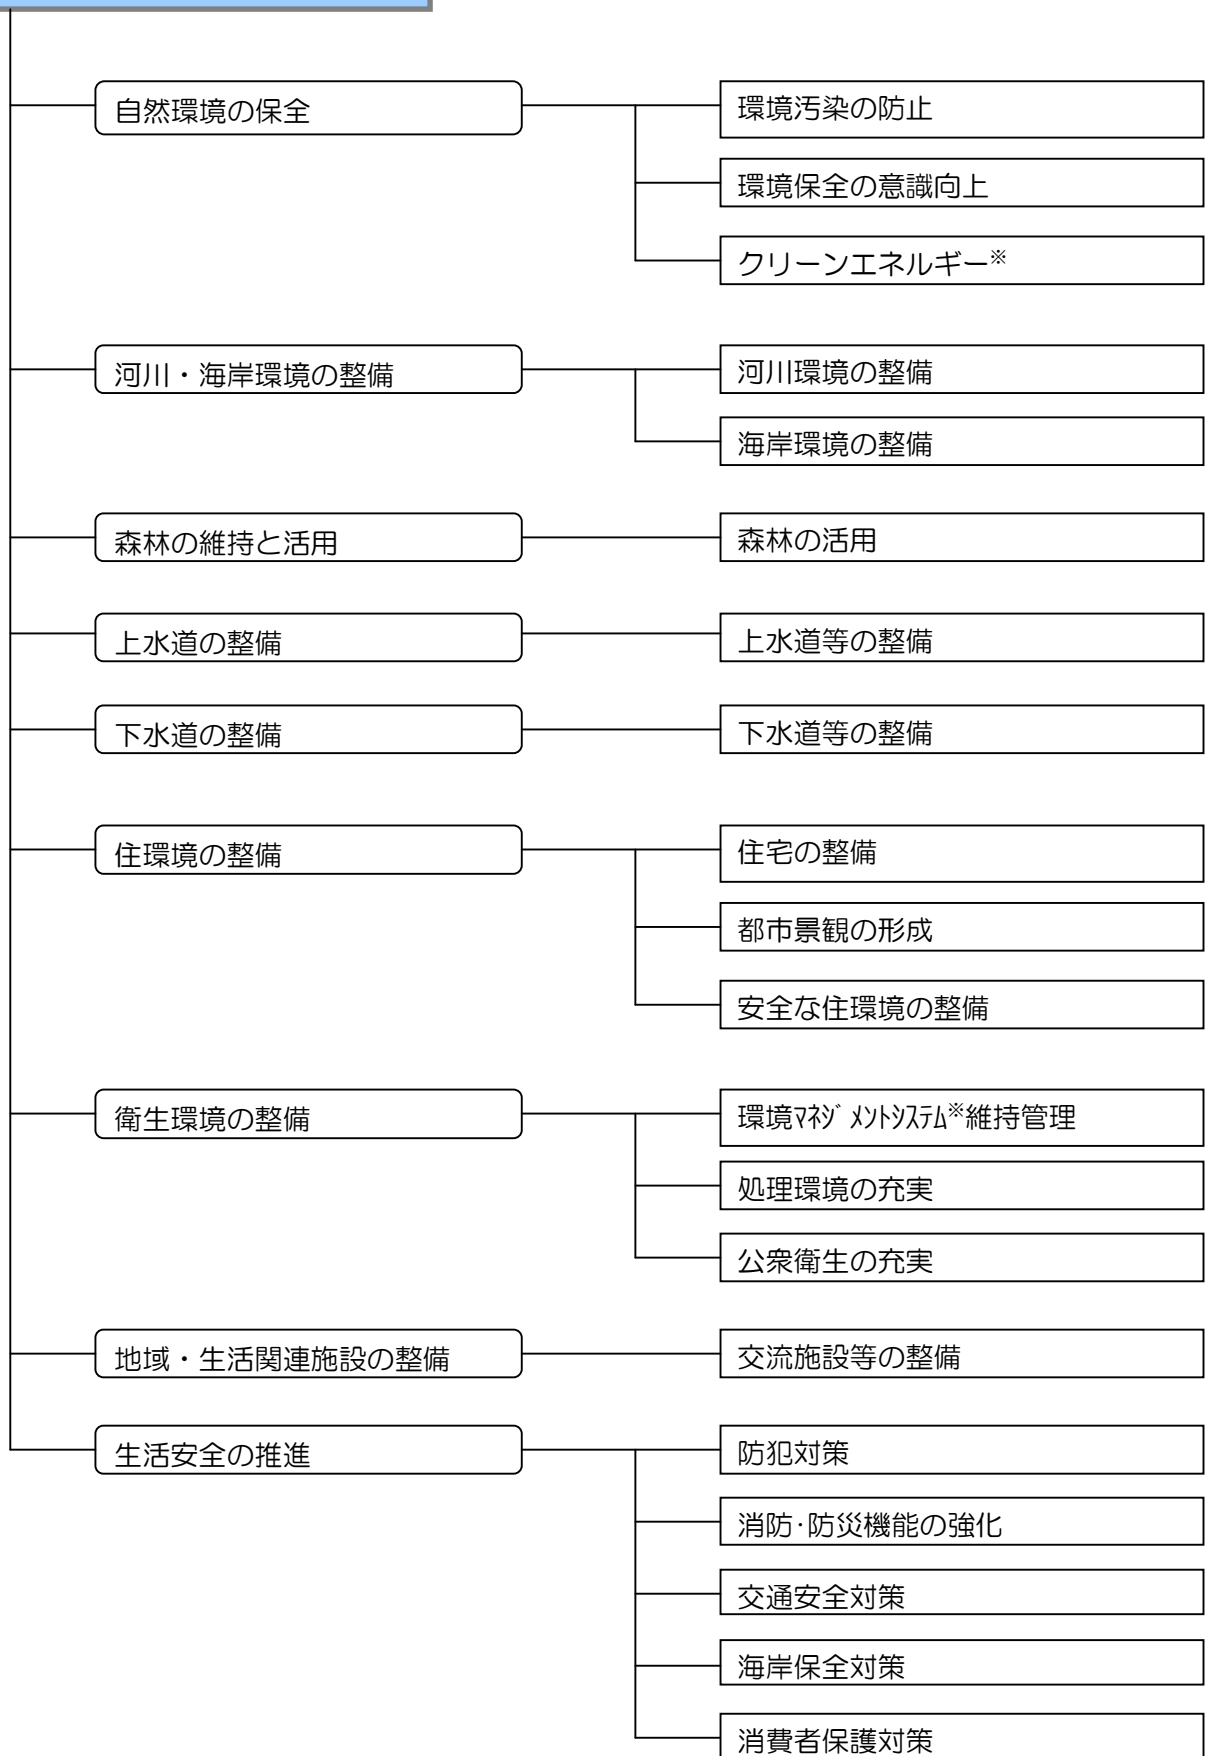 自然環境の保全
環境汚染の防止
環境保全の意識向上
クリーンエネルギー※
河川・海岸環境の整備
河川環境の整備
海岸環境の整備
森林の維持と活用
森林の活用
上水道の整備
上水道等の整備
下水道の整備
下水道等の整備
住環境の整備
住宅の整備
都市景観の形成
安全な住環境の整備
衛生環境の整備
環境ﾏﾈｼﾞﾒﾝﾄｼｽﾃﾑ※維持管理
処理環境の充実
公衆衛生の充実
地域・生活関連施設の整備
交流施設等の整備
生活安全の推進
防犯対策
消防･防災機能の強化
交通安全対策
海岸保全対策
消費者保護対策